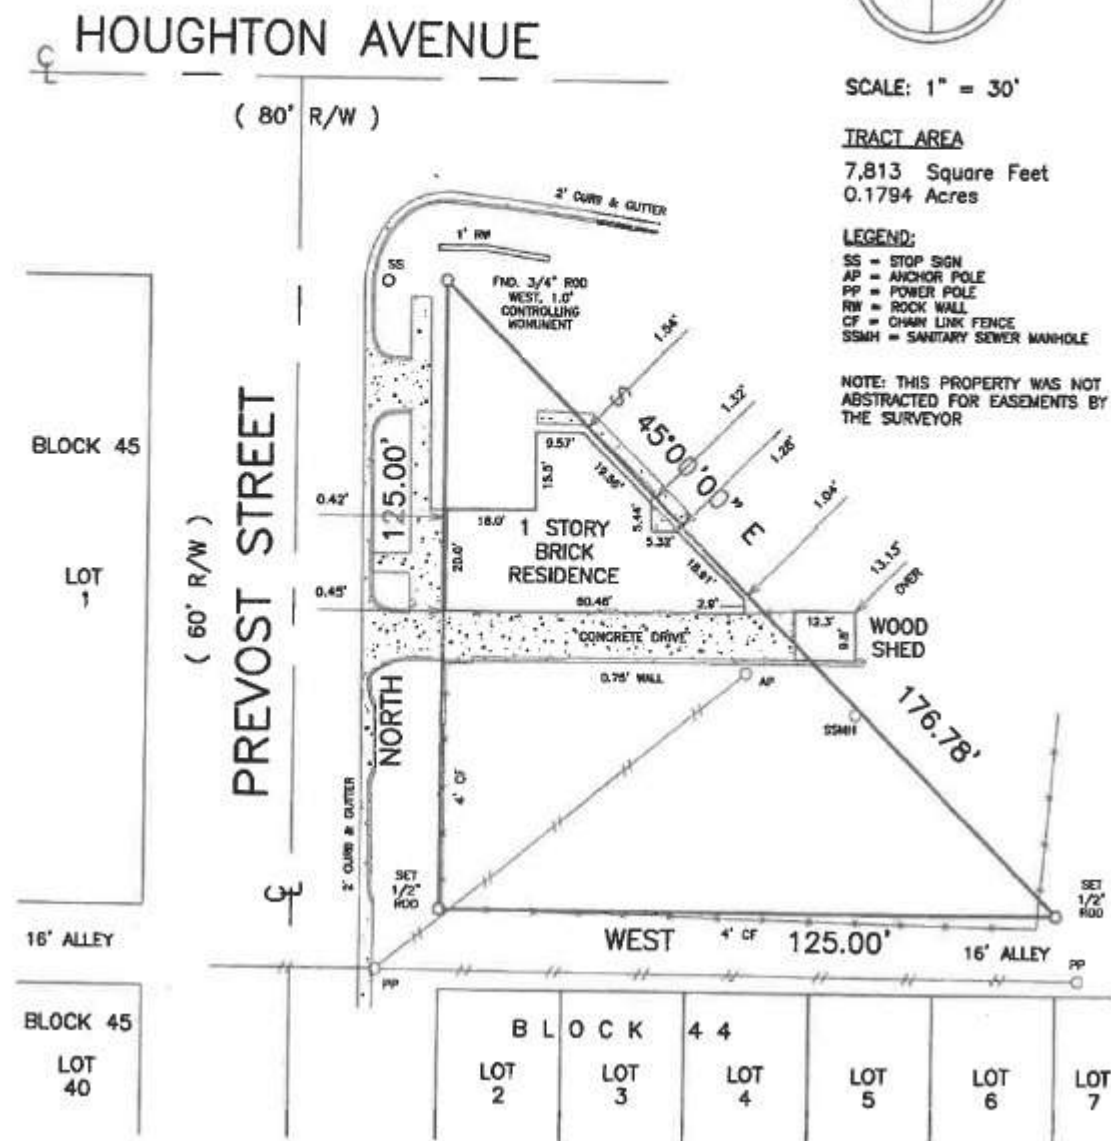 HOUGHTON AVENUE
( 80' R/W )
SCALE: 1" = 30'
TRACT AREA
7,813 Square Feet
0.1794 Acres
LEGEND:
SS = STOP SIGN
AP = ANCHOR POLE
PP = POWER POLE
RW = ROCK WALL
CF = CHAIN LINK FENCE
SSMH = SANITARY SEWER MANHOLE
NOTE: THIS PROPERTY WAS NOT
ABSTRACTED FOR EASEMENTS BY
THE SURVEYOR
2' CURB & GUTTER
1' RW
SS
FND. 3/4" ROD
WEST, 1.0'
CONTROLLING
MONUMENT
1.54'
1.32'
1.28'
1.04'
13.15'
OVER
S 45°00'00" E
176.78'
BLOCK 45
LOT
1
PREVOST STREET
( 60' R/W )
125.00'
NORTH
0.42'
0.45'
9.57'
15.5'
19.56'
18.0'
20.0'
5.44'
5.32'
18.91'
1 STORY
BRICK
RESIDENCE
60.46'
2.9'
CONCRETE DRIVE
12.3'
9.8'
WOOD
SHED
0.75' WALL
AP
SSMH
4' CF
2' CURB & GUTTER
SET
1/2"
ROD
SET
1/2"
ROD
WEST
4' CF
125.00'
16' ALLEY
16' ALLEY
PP
PP
BLOCK 45
LOT
40
BLOCK 44
LOT
2
LOT
3
LOT
4
LOT
5
LOT
6
LOT
7